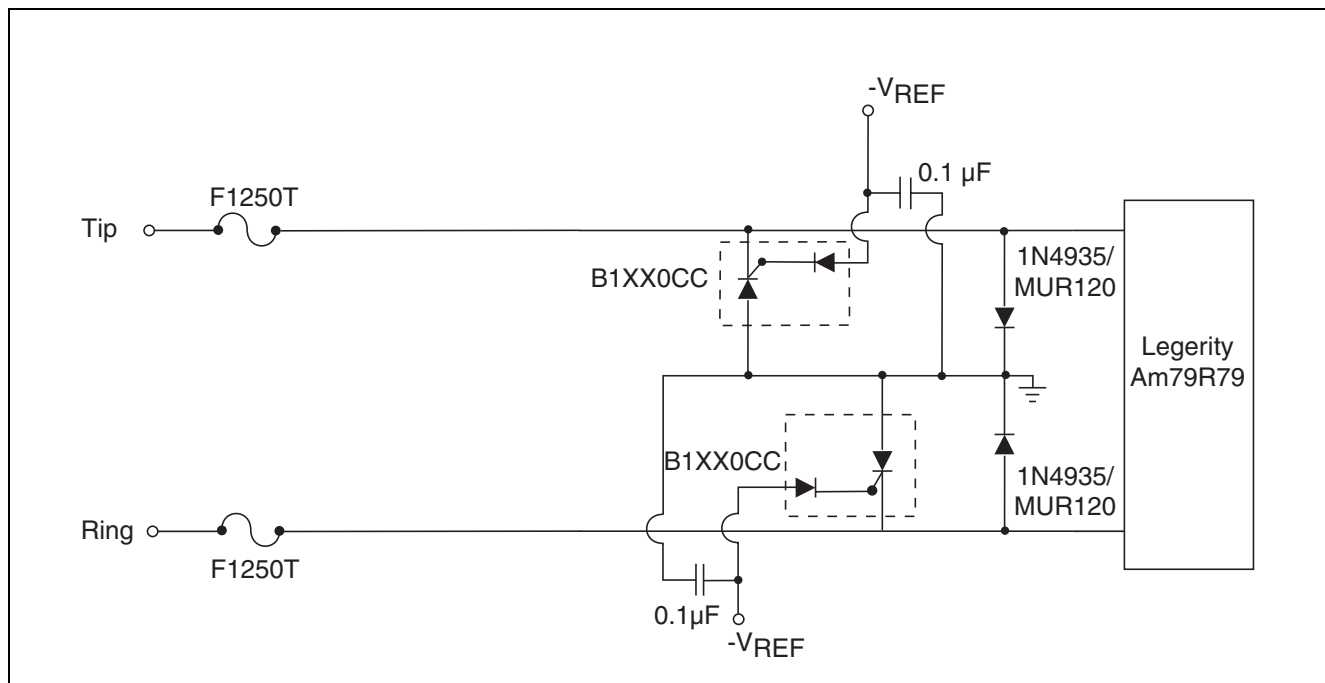 -VREF
0.1 µF
F1250T
Tip
B1XX0CC
1N4935/
MUR120
Legerity
Am79R79
B1XX0CC
1N4935/
MUR120
Ring
F1250T
0.1µF
-VREF